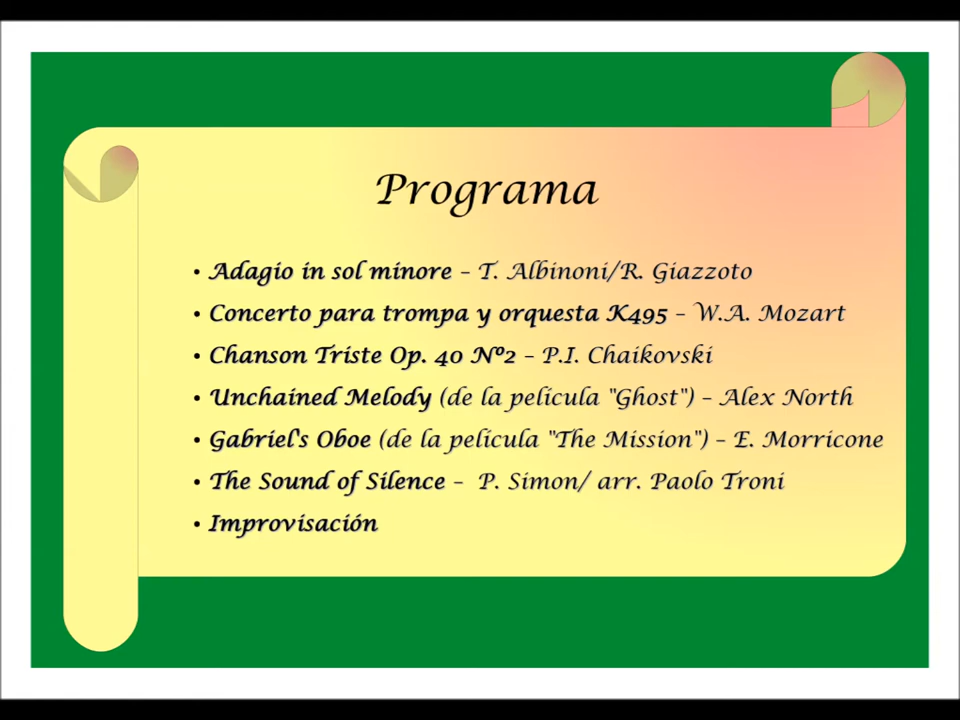 Programa
• Adagio in sol minore – T. Albinoni/R. Giazzoto
• Concerto para trompa y orquesta K495 – W.A. Mozart
• Chanson Triste Op. 40 Nº2 – P.I. Chaikovski
• Unchained Melody (de la película "Ghost") – Alex North
• Gabriel's Oboe (de la película "The Mission") – E. Morricone
• The Sound of Silence – P. Simon/ arr. Paolo Troni
• Improvisación